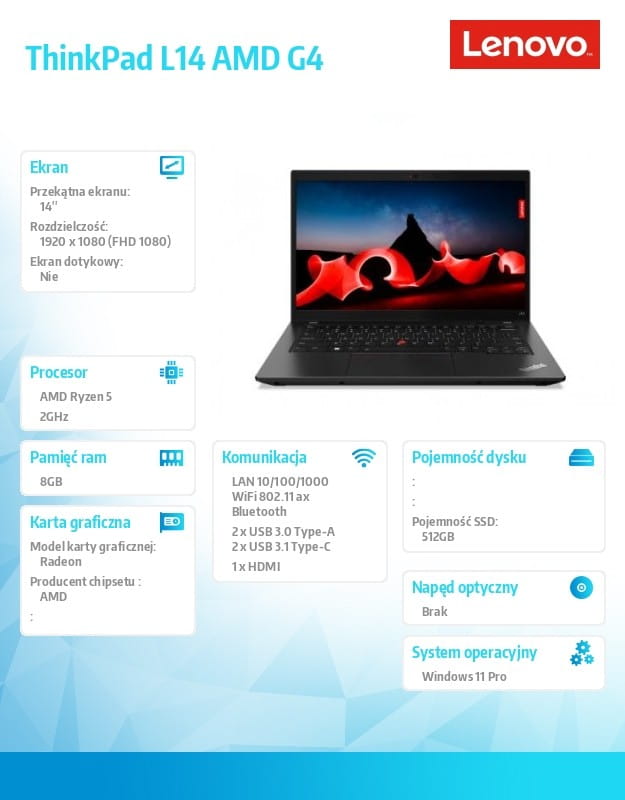 ThinkPad L14 AMD G4
Lenovo
Ekran
Przekątna ekranu:
14"
Rozdzielczość:
1920 x 1080 (FHD 1080)
Ekran dotykowy:
Nie
Procesor
AMD Ryzen 5
2GHz
Pamięć ram
8GB
Karta graficzna
Model karty graficznej:
Radeon
Producent chipsetu :
AMD
:
Komunikacja
LAN 10/100/1000
WiFi 802.11 ax
Bluetooth
2 x USB 3.0 Type-A
2 x USB 3.1 Type-C
1 x HDMI
Pojemność dysku
:
:
Pojemność SSD:
512GB
Napęd optyczny
Brak
System operacyjny
Windows 11 Pro
Lenovo
ThinkPad